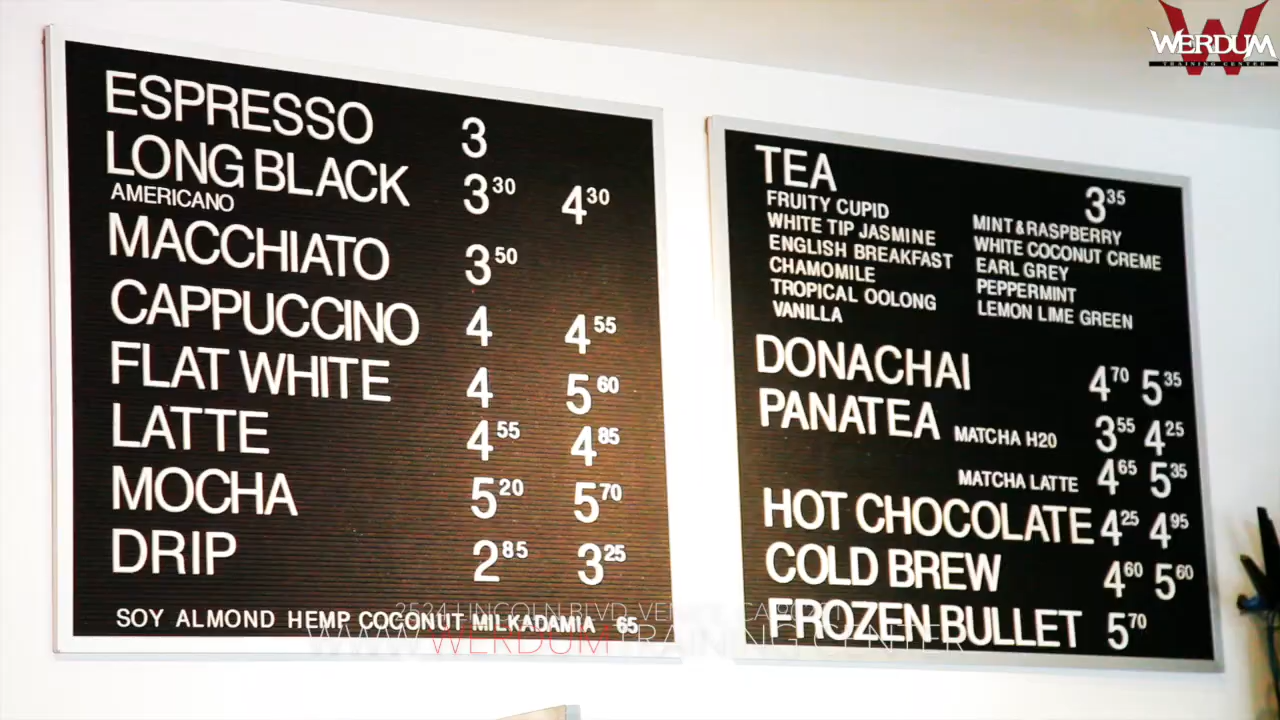 ESPRESSO 3
LONG BLACK 3 30 4 30
AMERICANO
MACCHIATO 3 50
CAPPUCCINO 4 4 55
FLAT WHITE 4 5 60
LATTE 4 55 4 85
MOCHA 5 20 5 70
DRIP 2 85 3 25
SOY ALMOND HEMP COCONUT MILKADAMIA 65
TEA 3 35
FRUITY CUPID MINT & RASPBERRY
WHITE TIP JASMINE WHITE COCONUT CREME
ENGLISH BREAKFAST EARL GREY
CHAMOMILE PEPPERMINT
TROPICAL OOLONG LEMON LIME GREEN
VANILLA
DONACHAI 4 70 5 35
PANATEA MATCHA H20 3 55 4 25
MATCHA LATTE 4 65 5 35
HOT CHOCOLATE 4 25 4 95
COLD BREW 4 60 5 60
FROZEN BULLET 5 70
WERDUM
TRAINING CENTER
LINCOLN BLVD
WWW.WERDUMTRAINING.CENTER